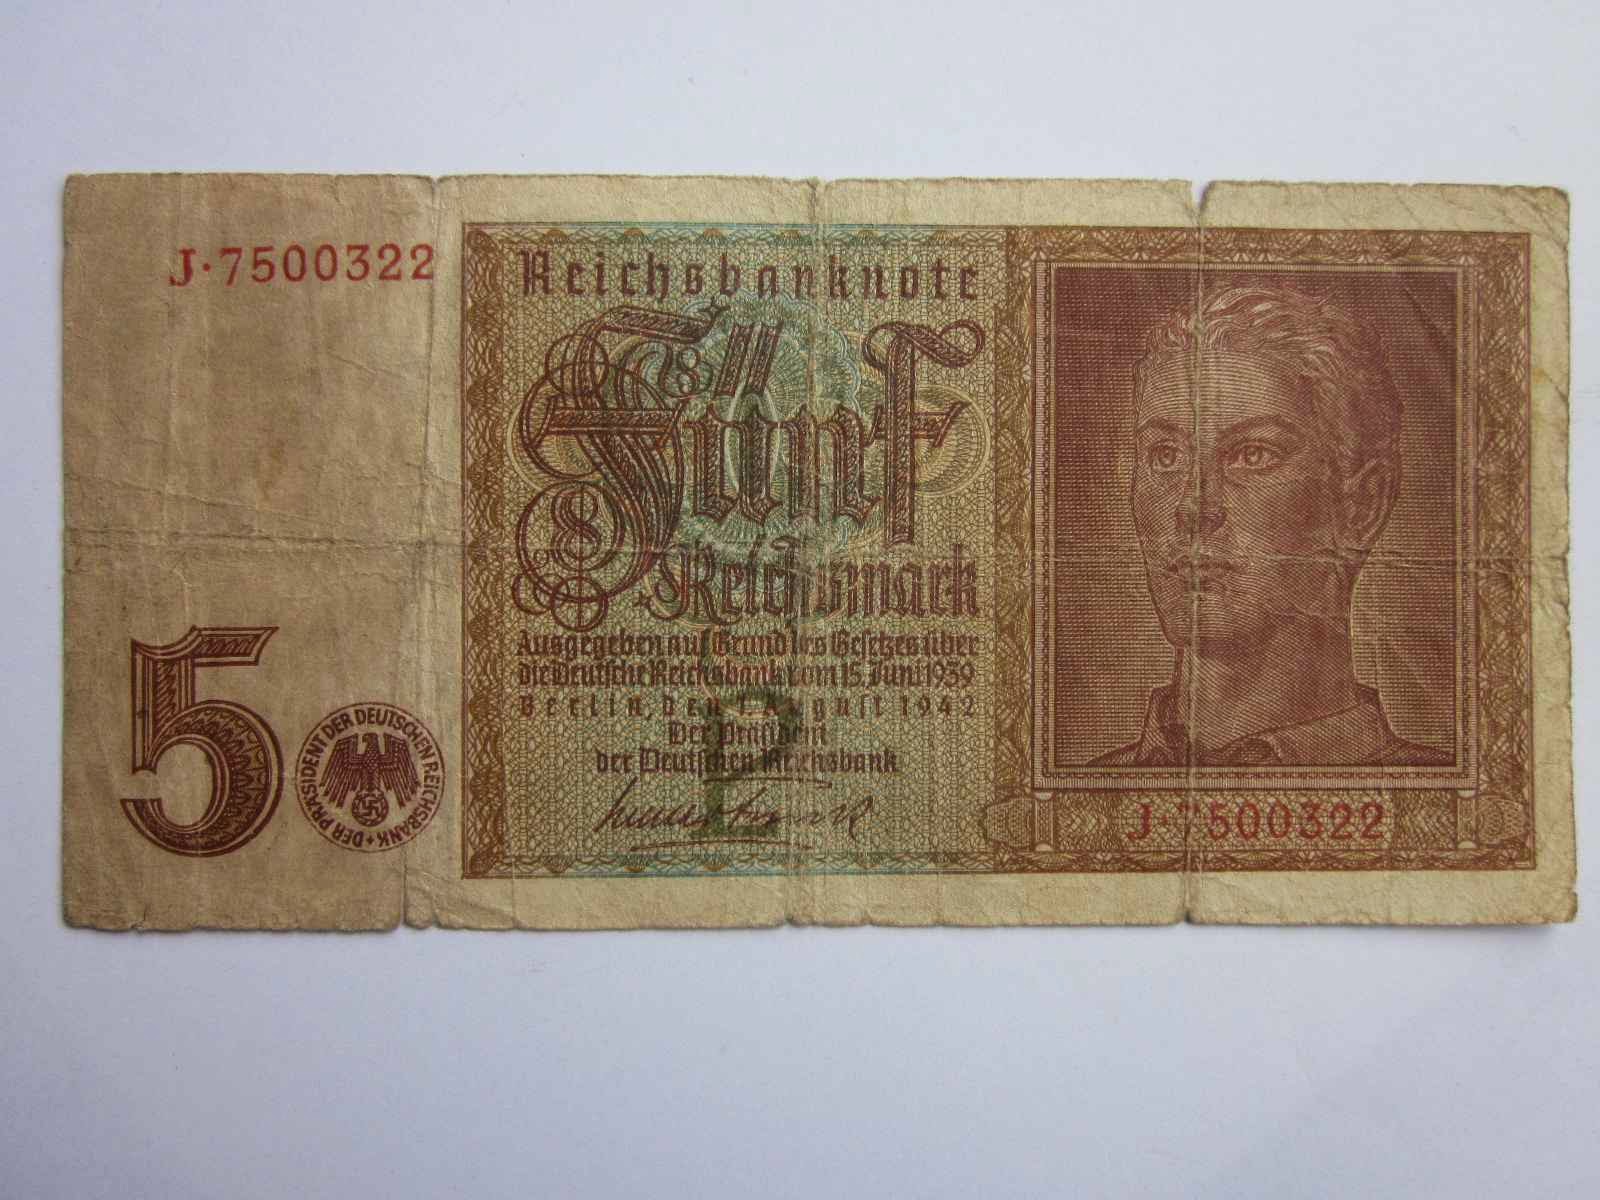 J·7500322
Reichsbanknote
Fünf
Reichsmark
Ausgegeben auf Grund des Gesetzes über
die Deutsche Reichsbank vom 15. Juni 1939
Berlin, den 1. August 1942
Der Präsident
der Deutschen Reichsbank
5
DER PRÄSIDENT DER DEUTSCHEN REICHSBANK
J·7500322